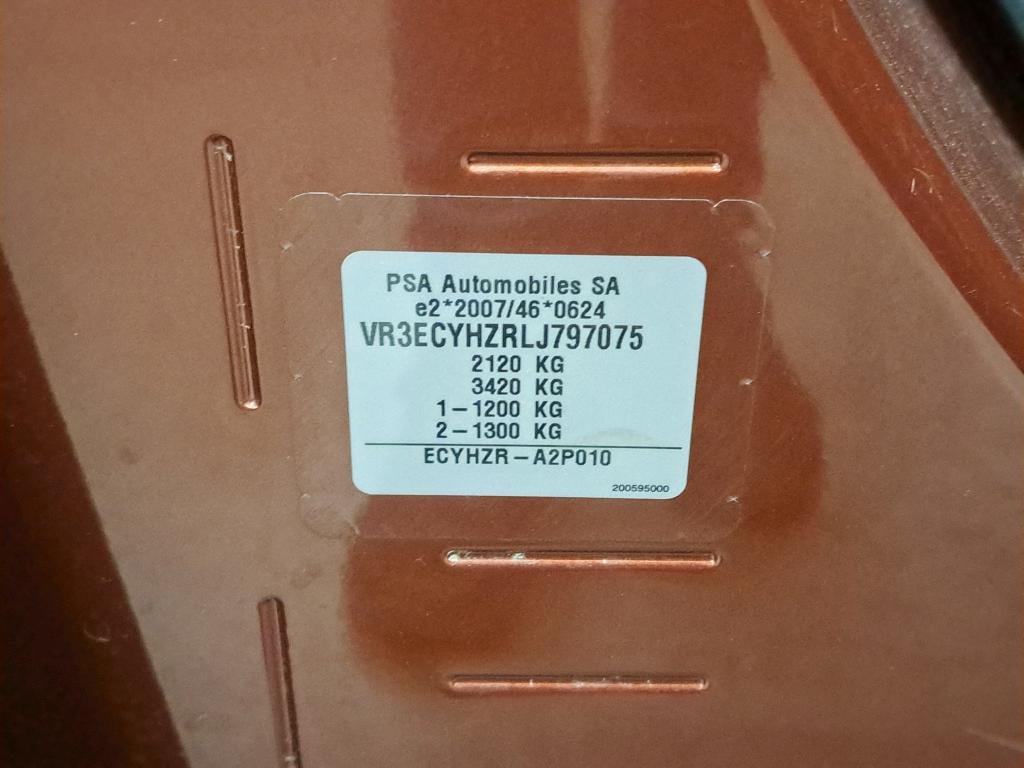 PSA Automobiles SA
e2*2007/46*0624
VR3ECYHZRLJ797075
2120 KG
3420 KG
1-1200 KG
2-1300 KG
ECYHZR-A2P010
200595000